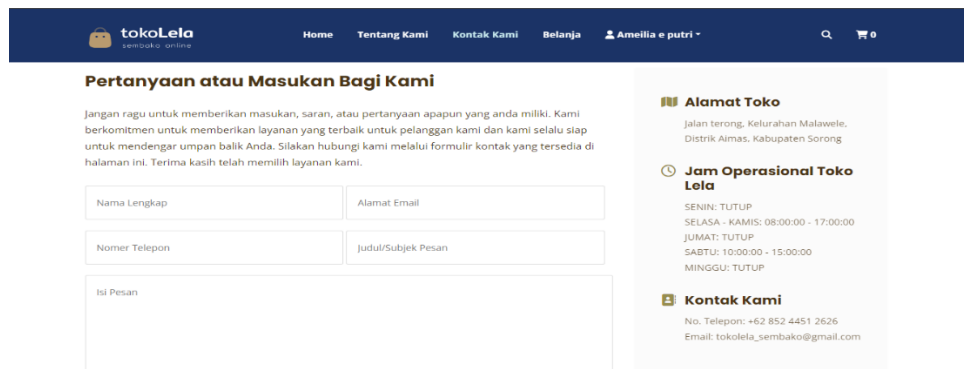 tokoLela
sembako online
Home Tentang Kami Kontak Kami Belanja Ameilia e putri 0
Pertanyaan atau Masukan Bagi Kami
Jangan ragu untuk memberikan masukan, saran, atau pertanyaan apapun yang anda miliki. Kami
berkomitmen untuk memberikan layanan yang terbaik untuk pelanggan kami dan kami selalu siap
untuk mendengar umpan balik Anda. Silakan hubungi kami melalui formulir kontak yang tersedia di
halaman ini. Terima kasih telah memilih layanan kami.
Nama Lengkap
Alamat Email
Nomer Telepon
Judul/Subjek Pesan
Isi Pesan
Alamat Toko
Jalan terong, Kelurahan Malawele,
Distrik Aimas, Kabupaten Sorong
Jam Operasional Toko
Lela
SENIN: TUTUP
SELASA - KAMIS: 08:00:00 - 17:00:00
JUMAT: TUTUP
SABTU: 10:00:00 - 15:00:00
MINGGU: TUTUP
Kontak Kami
No. Telepon: +62 852 4451 2626
Email: tokolela_sembako@gmail.com